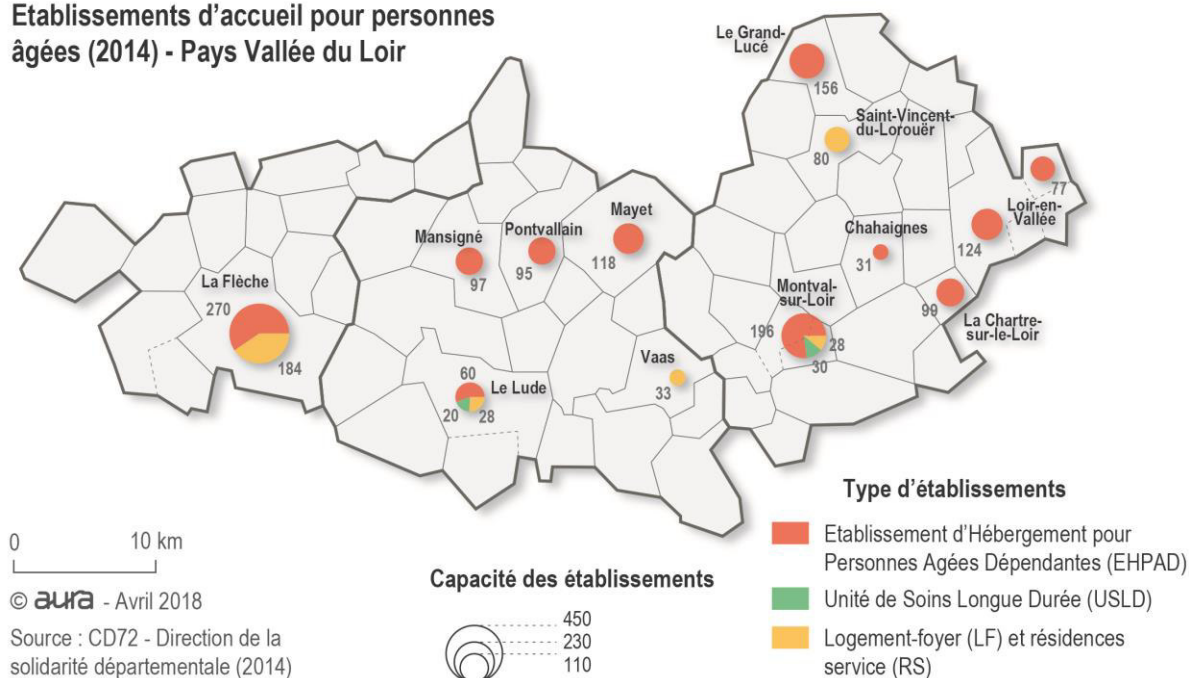 Etablissements d'accueil pour personnes
âgées (2014) - Pays Vallée du Loir
Le Grand-
Lucé
156
Saint-Vincent-
du-Lorouër
80
77
Loir-en-
Vallée
124
Chahaignes
31
Mayet
118
Pontvallain
95
Mansigné
97
La Flèche
270
184
Montval-
sur-Loir
196
28
30
99
La Chartre-
sur-le-Loir
Vaas
33
60
Le Lude
20
28
0 10 km
© aura - Avril 2018
Source : CD72 - Direction de la
solidarité départementale (2014)
Capacité des établissements
450
230
110
Type d'établissements
Etablissement d'Hébergement pour
Personnes Agées Dépendantes (EHPAD)
Unité de Soins Longue Durée (USLD)
Logement-foyer (LF) et résidences
service (RS)